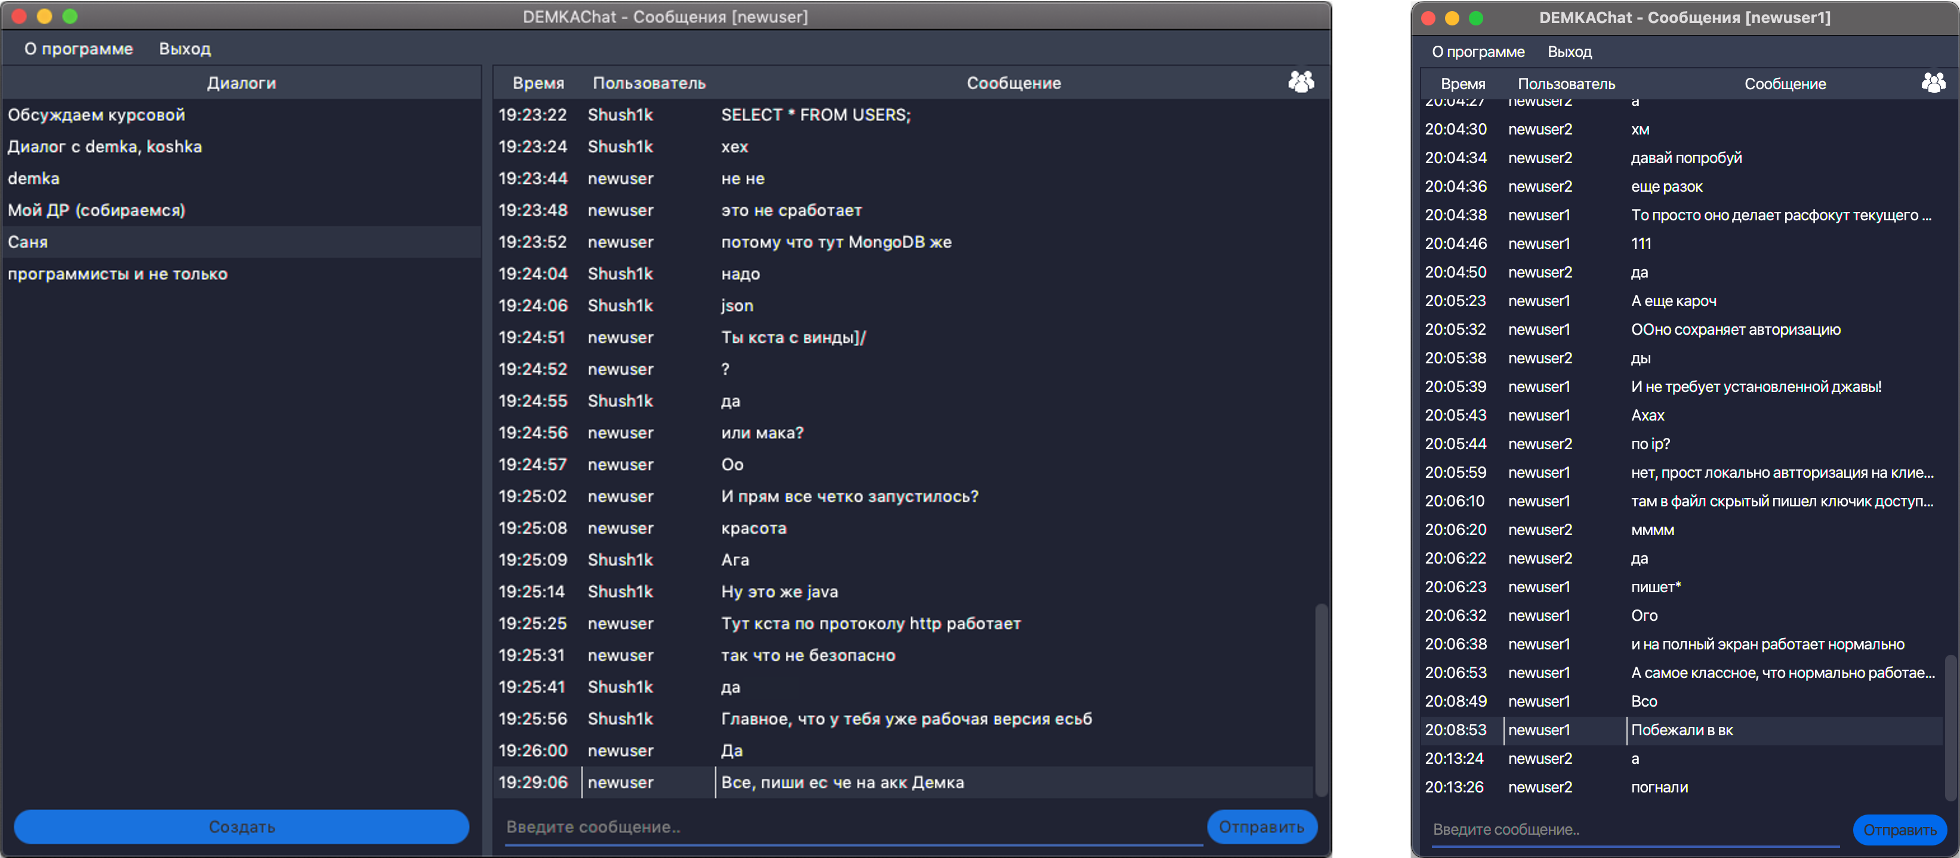 DEMKAChat - Сообщения [newuser]
О программе Выход
Диалоги
Обсуждаем курсовой
Диалог с demka, koshka
demka
Мой ДР (собираемся)
Саня
программисты и не только
Создать
Время Пользователь Сообщение
19:23:22 Shush1k SELECT * FROM USERS;
19:23:24 Shush1k хех
19:23:44 newuser не не
19:23:48 newuser это не сработает
19:23:52 newuser потому что тут MongoDB же
19:24:04 Shush1k надо
19:24:06 Shush1k json
19:24:51 newuser Ты кста с винды]/
19:24:52 newuser ?
19:24:55 Shush1k да
19:24:56 newuser или мака?
19:24:57 newuser Оо
19:25:02 newuser И прям все четко запустилось?
19:25:08 newuser красота
19:25:09 Shush1k Ага
19:25:14 Shush1k Ну это же java
19:25:25 newuser Тут кста по протоколу http работает
19:25:31 newuser так что не безопасно
19:25:41 Shush1k да
19:25:56 Shush1k Главное, что у тебя уже рабочая версия есьб
19:26:00 newuser Да
19:29:06 newuser Все, пиши ес че на акк Демка
Введите сообщение.. Отправить
DEMKAChat - Сообщения [newuser1]
О программе Выход
Время Пользователь Сообщение
20:04:27 newuser2 а
20:04:30 newuser2 хм
20:04:34 newuser2 давай попробуй
20:04:36 newuser2 еще разок
20:04:38 newuser1 То просто оно делает расфокут текущего ...
20:04:46 newuser1 111
20:04:50 newuser2 да
20:05:23 newuser1 А еще кароч
20:05:32 newuser1 ООно сохраняет авторизацию
20:05:38 newuser2 ды
20:05:39 newuser1 И не требует установленной джавы!
20:05:43 newuser1 Ахах
20:05:44 newuser2 по ip?
20:05:59 newuser1 нет, прост локально автторизация на клие...
20:06:10 newuser1 там в файл скрытый пишел ключик доступ...
20:06:20 newuser2 мммм
20:06:22 newuser2 да
20:06:23 newuser1 пишет*
20:06:32 newuser1 Ого
20:06:38 newuser1 и на полный экран работает нормально
20:06:53 newuser1 А самое классное, что нормально работае...
20:08:49 newuser1 Всо
20:08:53 newuser1 Побежали в вк
20:13:24 newuser2 а
20:13:26 newuser2 погнали
Введите сообщение.. Отправить